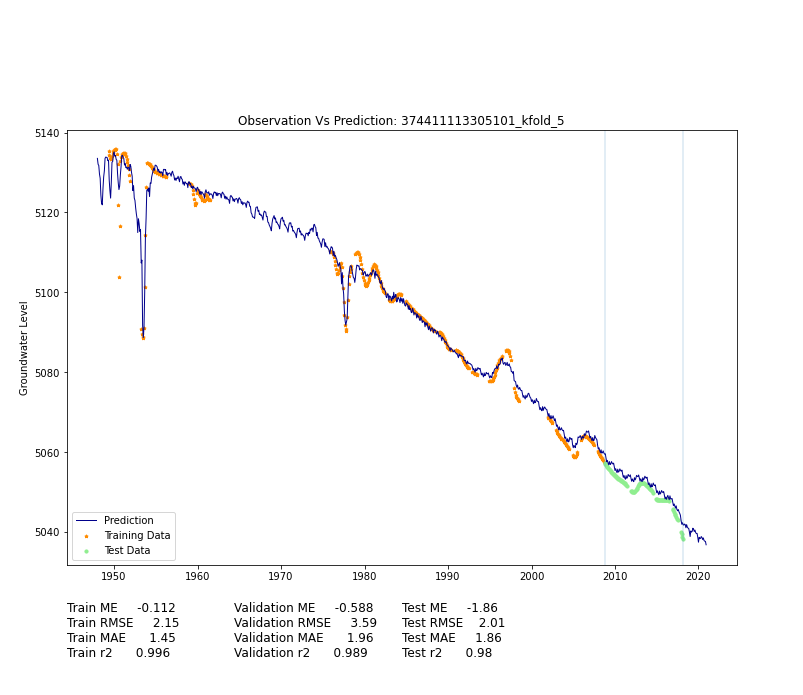 Observation Vs Prediction: 374411113305101_kfold_5
5140
5120
5100
5080
5060
5040
Groundwater Level
Prediction
Training Data
Test Data
1950 1960 1970 1980 1990 2000 2010 2020
Train ME -0.112 Validation ME -0.588 Test ME -1.86
Train RMSE 2.15 Validation RMSE 3.59 Test RMSE 2.01
Train MAE 1.45 Validation MAE 1.96 Test MAE 1.86
Train r2 0.996 Validation r2 0.989 Test r2 0.98